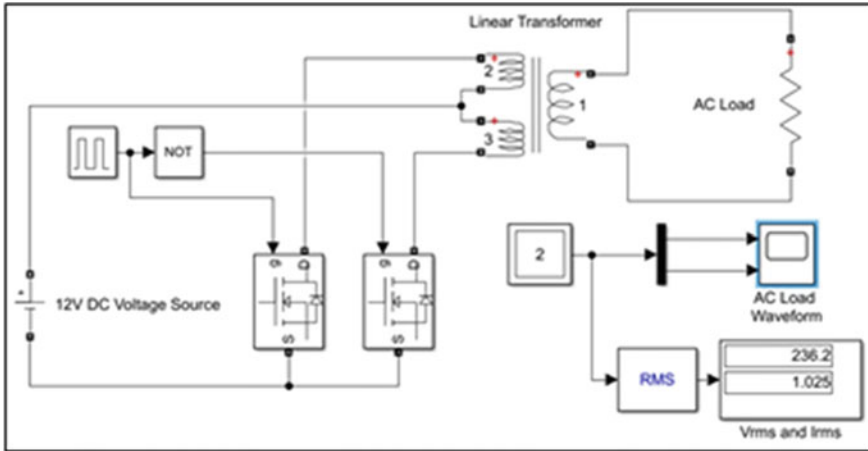 Linear Transformer
2
1
3
AC Load
NOT
g
D
g
D
2
+
12V DC Voltage Source
S
S
AC Load
Waveform
RMS
236.2
1.025
Vrms and Irms